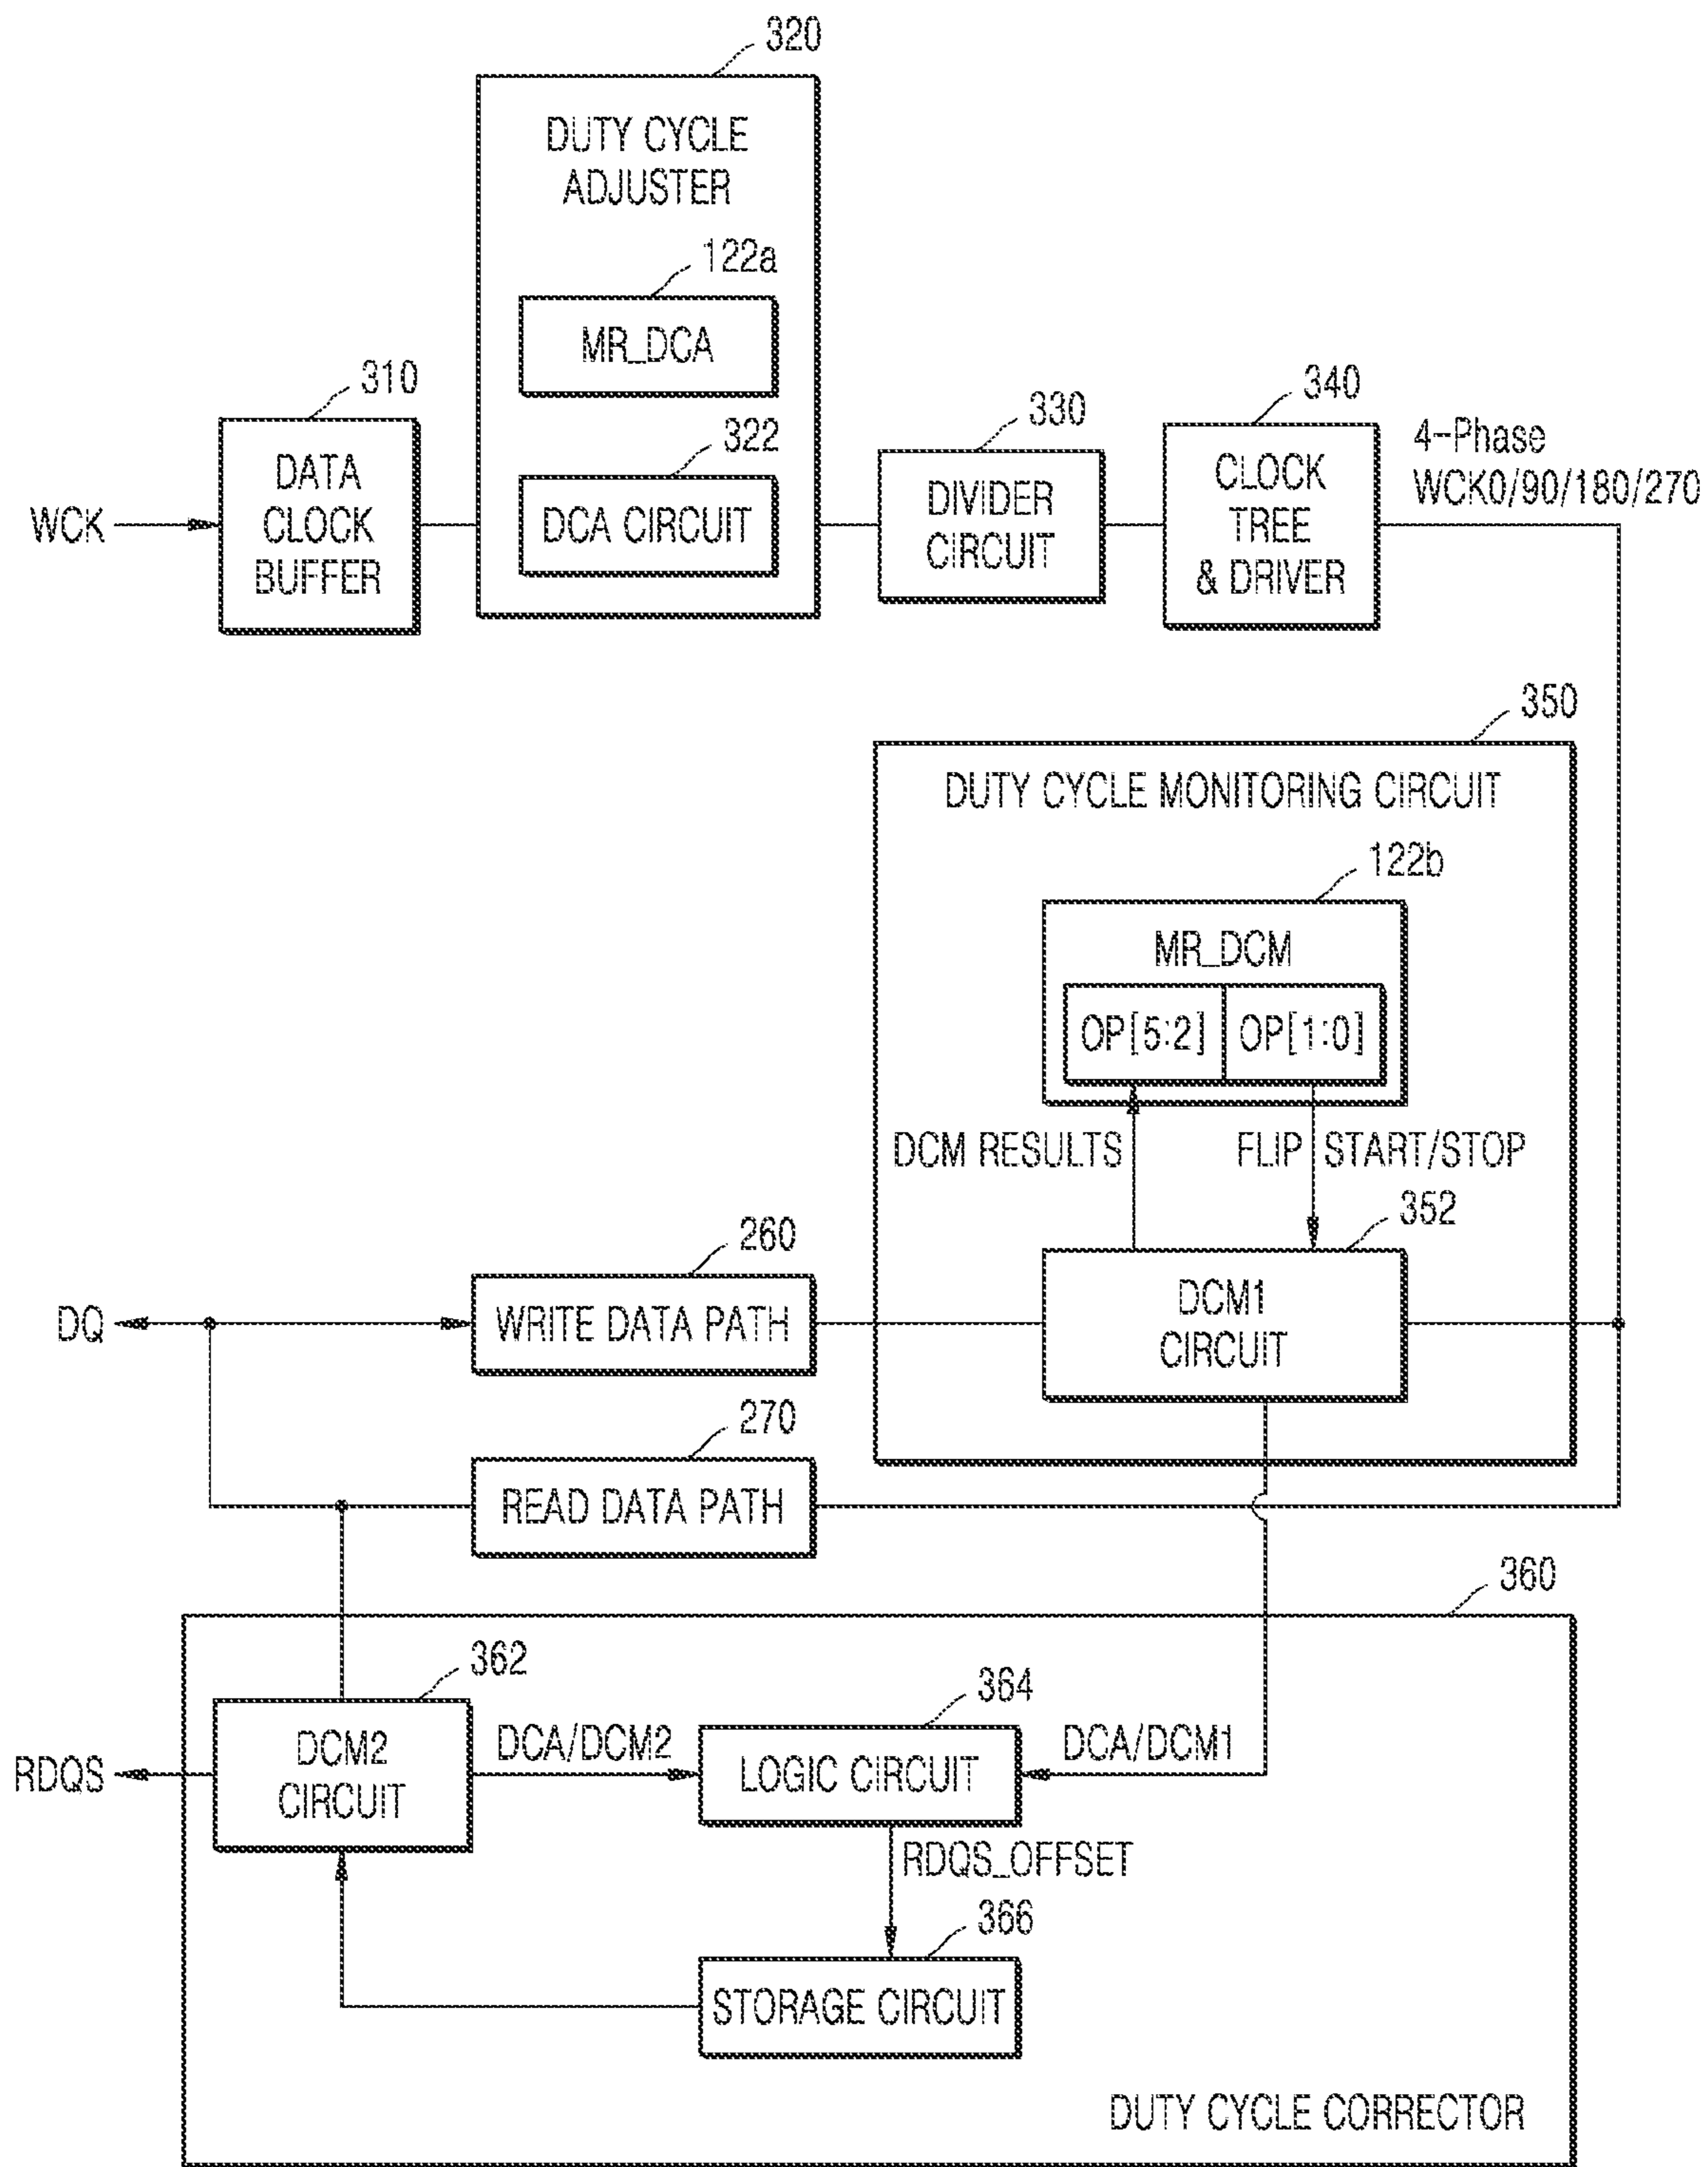 320
DUTY CYCLE
ADJUSTER
122a
MR_DCA
310
DATA
CLOCK
BUFFER
WCK
322
DCA CIRCUIT
330
DIVIDER
CIRCUIT
340
CLOCK
TREE
& DRIVER
4-Phase
WCK0/90/180/270
350
DUTY CYCLE MONITORING CIRCUIT
122b
MR_DCM
OP[5:2]
OP[1:0]
DCM RESULTS
FLIP
START/STOP
352
DCM1
CIRCUIT
260
DQ
WRITE DATA PATH
270
READ DATA PATH
360
362
DCM2
CIRCUIT
RDQS
DCA/DCM2
364
LOGIC CIRCUIT
DCA/DCM1
RDQS_OFFSET
366
STORAGE CIRCUIT
DUTY CYCLE CORRECTOR